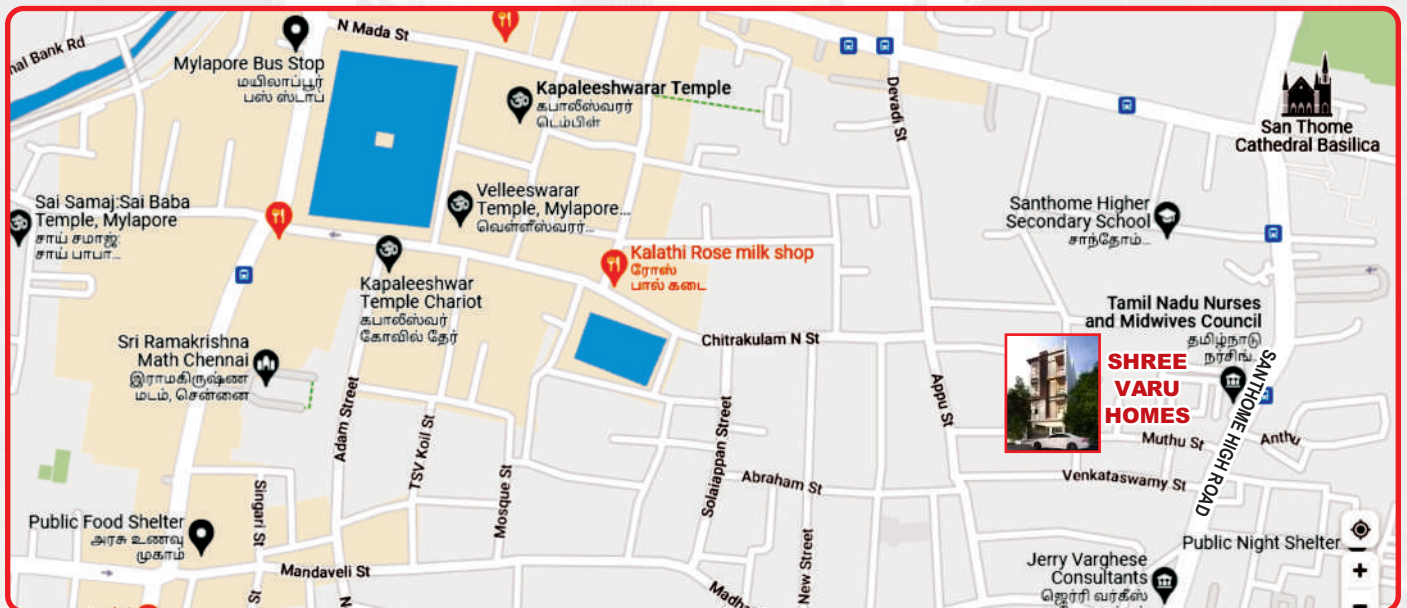 nal Bank Rd
N Mada St
Mylapore Bus Stop
மயிலாப்பூர்
பஸ் ஸ்டாப்
Kapaleeshwarar Temple
கபாலீஸ்வரர்
டெம்பிள்
Devadi St
San Thome
Cathedral Basilica
Sai Samaj:Sai Baba
Temple, Mylapore
சாய் சமாஜ்:
சாய் பாபா...
Velleeswarar
Temple, Mylapore...
வெள்ளீஸ்வரர்...
Santhome Higher
Secondary School
சாந்தோம்...
Kalathi Rose milk shop
ரோஸ்
பால் கடை
Kapaleeshwar
Temple Chariot
கபாலீஸ்வர்
கோவில் தேர்
Tamil Nadu Nurses
and Midwives Council
தமிழ்நாடு
நர்சிங்...
Chitrakulam N St
Sri Ramakrishna
Math Chennai
இராமகிருஷ்ண
மடம், சென்னை
SHREE
VARU
HOMES
SANTHOME HIGH ROAD
Adam Street
TSV Koil St
Solaiappan Street
Appu St
Muthu St
Anthu
Mosque St
Abraham St
Venkataswamy St
Singari St
Public Food Shelter
அரசு உணவு
முகாம்
New Street
Public Night Shelter
Mandaveli St
Jerry Varghese
Consultants
ஜெர்ரி வர்கீஸ்
St
N
Madha